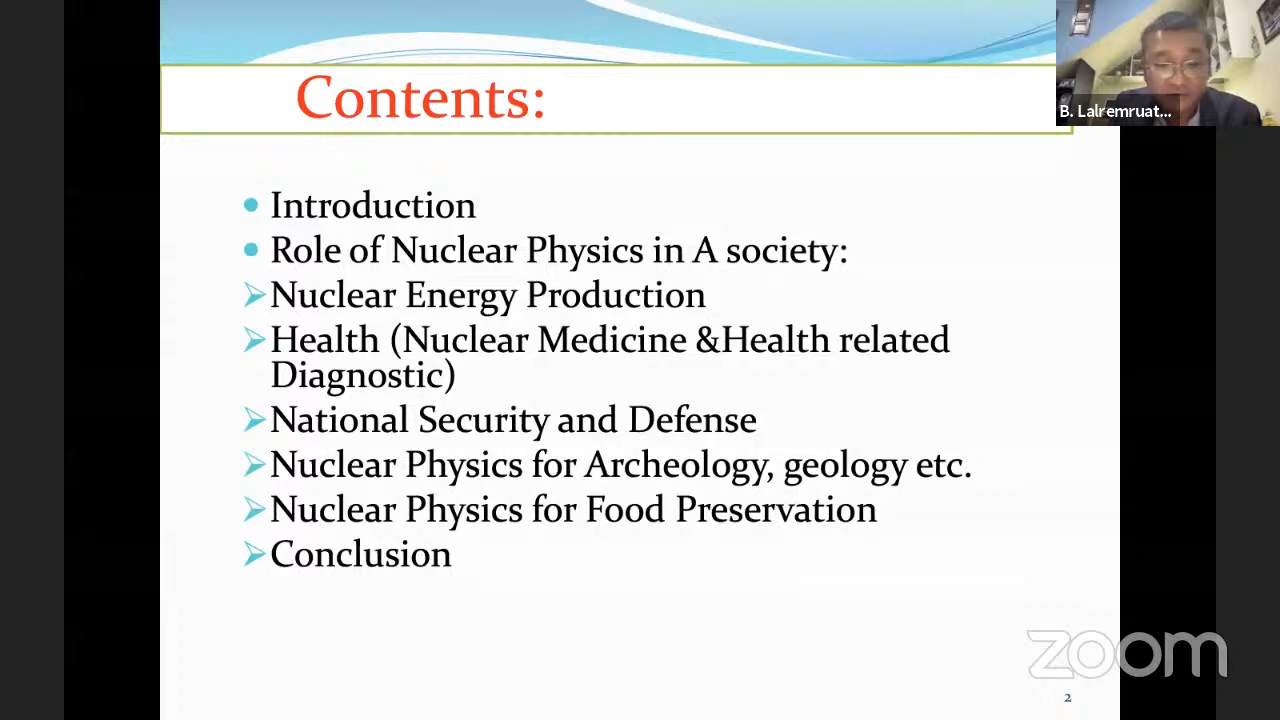 Contents:
B. Lalremruat...
Introduction
Role of Nuclear Physics in A society:
Nuclear Energy Production
Health (Nuclear Medicine &Health related
Diagnostic)
National Security and Defense
Nuclear Physics for Archeology, geology etc.
Nuclear Physics for Food Preservation
Conclusion
zoom
2